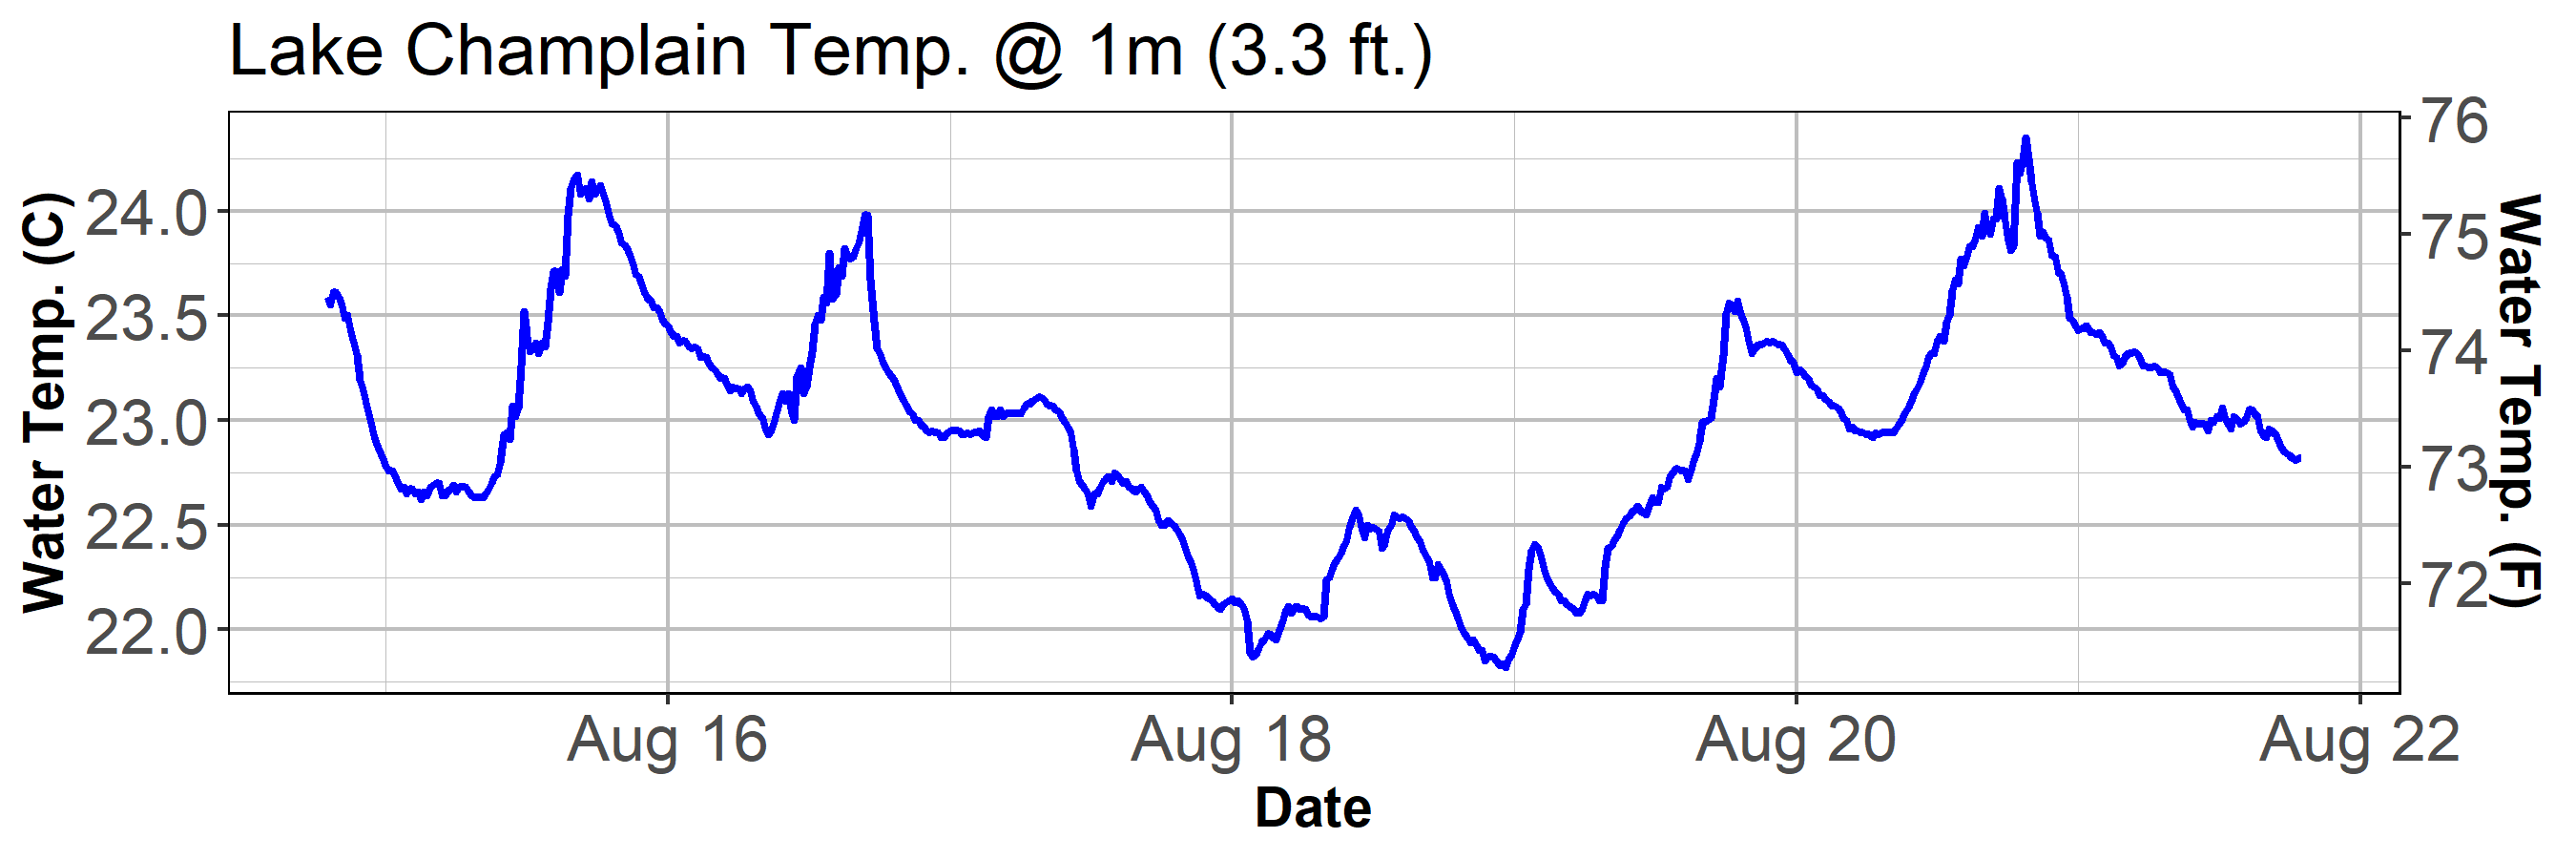 Lake Champlain Temp. @ 1m (3.3 ft.)
Water Temp. (C)
24.0
23.5
23.0
22.5
22.0
76
75
74
73
72
Water Temp. (F)
Aug 16
Aug 18
Aug 20
Aug 22
Date